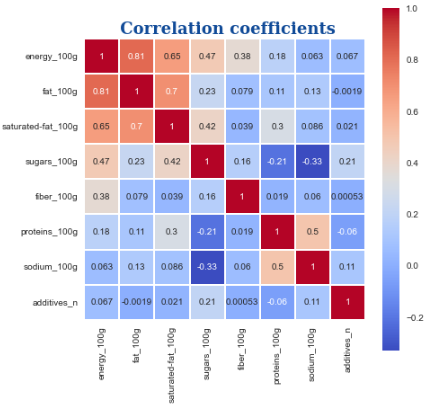 Correlation coefficients
energy_100g 1 0.81 0.65 0.47 0.38 0.18 0.063 0.067
fat_100g 0.81 1 0.7 0.23 0.079 0.11 0.13 -0.0019
saturated-fat_100g 0.65 0.7 1 0.42 0.039 0.3 0.086 0.021
sugars_100g 0.47 0.23 0.42 1 0.16 -0.21 -0.33 0.21
fiber_100g 0.38 0.079 0.039 0.16 1 0.019 0.06 0.00053
proteins_100g 0.18 0.11 0.3 -0.21 0.019 1 0.5 -0.06
sodium_100g 0.063 0.13 0.086 -0.33 0.06 0.5 1 0.11
additives_n 0.067 -0.0019 0.021 0.21 0.00053 -0.06 0.11 1
energy_100g
fat_100g
saturated-fat_100g
sugars_100g
fiber_100g
proteins_100g
sodium_100g
additives_n
1.0
0.8
0.6
0.4
0.2
0.0
−0.2